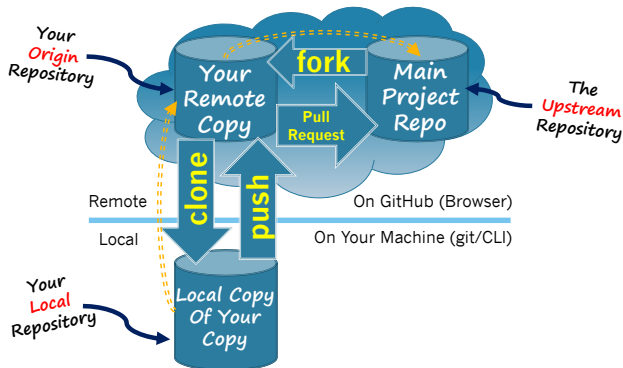 Your
Origin
Repository
Your
Remote
Copy
fork
Main
Project
Repo
Pull
Request
The
Upstream
Repository
clone
push
Remote
On GitHub (Browser)
Local
On Your Machine (git/CLI)
Your
Local
Repository
Local Copy
Of Your
Copy